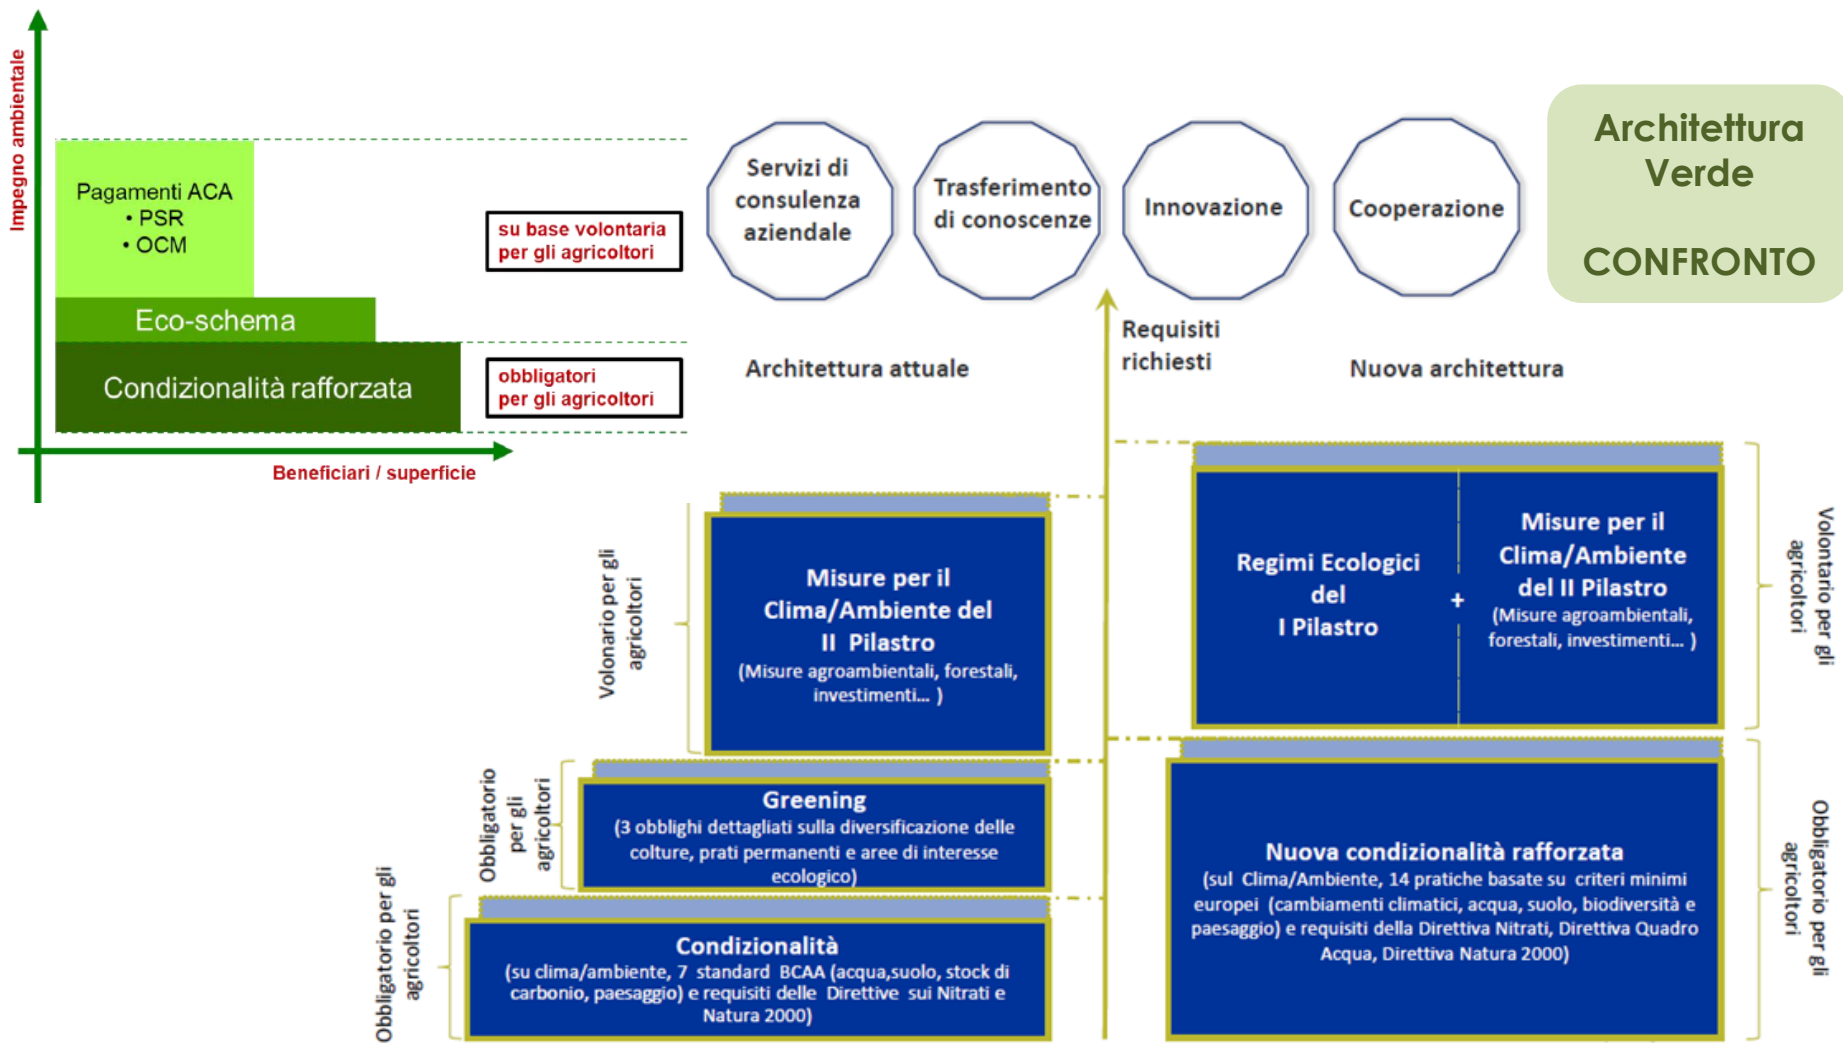 Impegno ambientale
Pagamenti ACA
• PSR
• OCM
Eco-schema
Condizionalità rafforzata
su base volontaria
per gli agricoltori
obbligatori
per gli agricoltori
Beneficiari / superficie
Servizi di
consulenza
aziendale
Trasferimento
di conoscenze
Innovazione
Cooperazione
Architettura
Verde
CONFRONTO
Architettura attuale
Requisiti
richiesti
Nuova architettura
Volonario per gli
agricoltori
Misure per il
Clima/Ambiente del
II Pilastro
(Misure agroambientali, forestali,
investimenti... )
Obbligatorio
per gli
agricoltori
Greening
(3 obblighi dettagliati sulla diversificazione delle
colture, prati permanenti e aree di interesse
ecologico)
Obbligatorio per gli
agricoltori
Condizionalità
(su clima/ambiente, 7 standard BCAA (acqua,suolo, stock di
carbonio, paesaggio) e requisiti delle Direttive sui Nitrati e
Natura 2000)
Regimi Ecologici
del
I Pilastro
+
Misure per il
Clima/Ambiente
del II Pilastro
(Misure agroambientali,
forestali, investimenti... )
Volontario per gli
agricoltori
Nuova condizionalità rafforzata
(sul Clima/Ambiente, 14 pratiche basate su criteri minimi
europei (cambiamenti climatici, acqua, suolo, biodiversità e
paesaggio) e requisiti della Direttiva Nitrati, Direttiva Quadro
Acqua, Direttiva Natura 2000)
Obbligatorio per gli
agricoltori